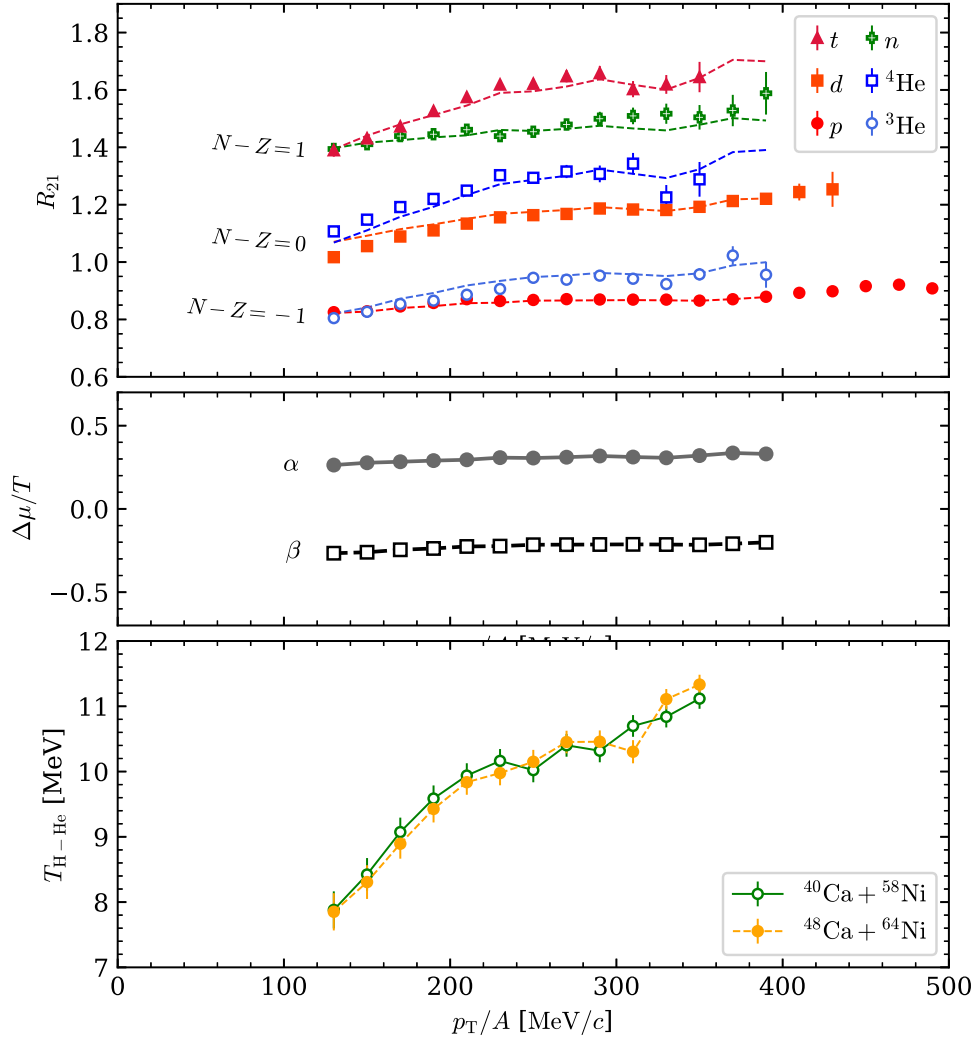 1.8
1.6
1.4
1.2
1.0
0.8
0.6
R₂₁
t n
d ⁴He
p ³He
N − Z = 1
N − Z = 0
N − Z = −1
0.5
0.0
−0.5
Δμ/T
α
β
12
11
10
9
8
7
T_H−He [MeV]
⁴⁰Ca + ⁵⁸Ni
⁴⁸Ca + ⁶⁴Ni
0 100 200 300 400 500
p_T/A [MeV/c]